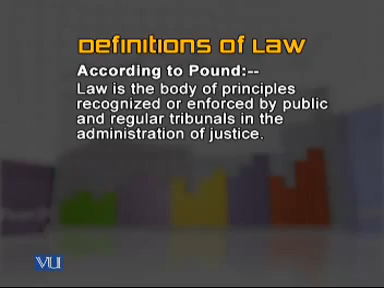 Definitions of Law
According to Pound:--
Law is the body of principles
recognized or enforced by public
and regular tribunals in the
administration of justice.
VU